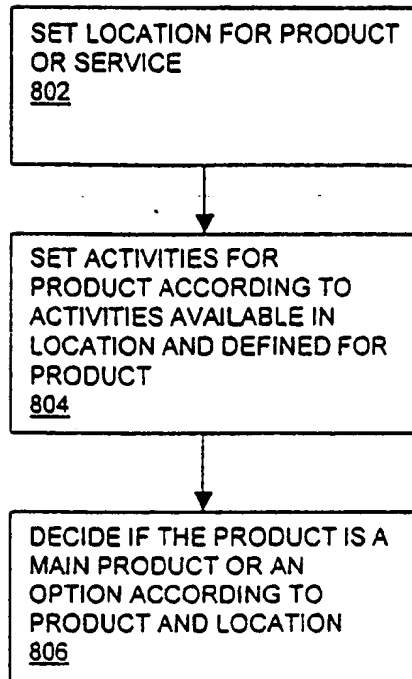 SET LOCATION FOR PRODUCT
OR SERVICE
802
SET ACTIVITIES FOR
PRODUCT ACCORDING TO
ACTIVITIES AVAILABLE IN
LOCATION AND DEFINED FOR
PRODUCT
804
DECIDE IF THE PRODUCT IS A
MAIN PRODUCT OR AN
OPTION ACCORDING TO
PRODUCT AND LOCATION
806